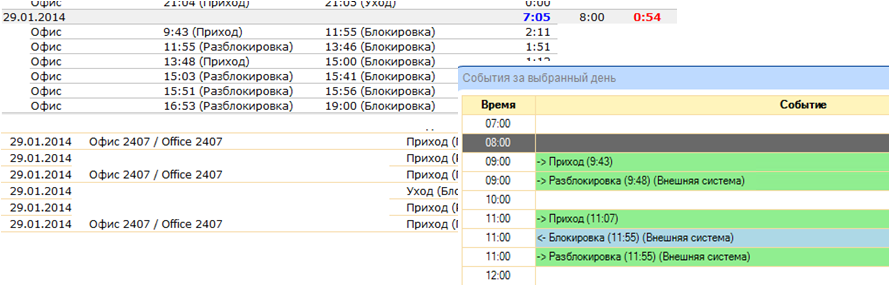 Офис 21:04 (Приход) 21:05 (Уход) 0:00
29.01.2014 7:05 8:00 0:54
Офис 9:43 (Приход) 11:55 (Блокировка) 2:11
Офис 11:55 (Разблокировка) 13:46 (Блокировка) 1:51
Офис 13:48 (Приход) 15:00 (Блокировка) 1:12
Офис 15:03 (Разблокировка) 15:41 (Блокировка)
Офис 15:51 (Разблокировка) 15:56 (Блокировка)
Офис 16:53 (Разблокировка) 19:00 (Блокировка)
29.01.2014 Офис 2407 / Office 2407 Приход (
29.01.2014 Приход (
29.01.2014 Офис 2407 / Office 2407 Приход (
29.01.2014 Уход (Бло
29.01.2014 Приход (
29.01.2014 Офис 2407 / Office 2407 Приход (
События за выбранный день
Время Событие
07:00
08:00
09:00 -> Приход (9:43)
09:00 -> Разблокировка (9:48) (Внешняя система)
10:00
11:00 -> Приход (11:07)
11:00 <- Блокировка (11:55) (Внешняя система)
11:00 -> Разблокировка (11:55) (Внешняя система)
12:00